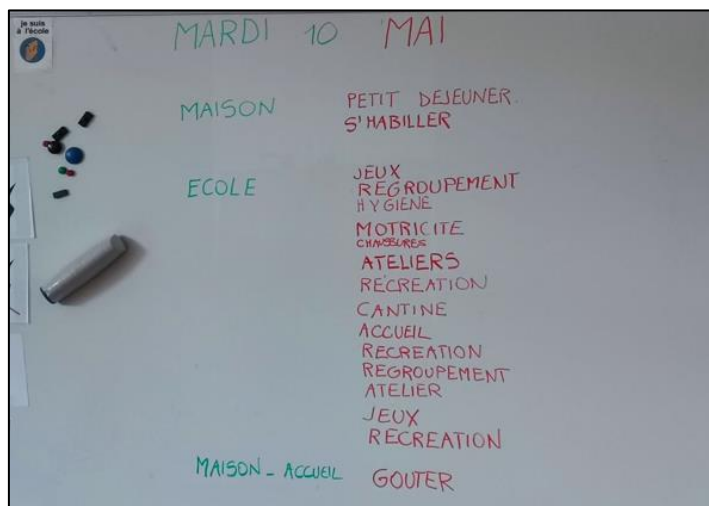 je suis
à l'école
MARDI 10 MAI
MAISON PETIT DEJEUNER.
S'HABILLER
ECOLE JEUX
REGROUPEMENT
HYGIENE
MOTRICITE
CHAUSSURES
ATELIERS
RECREATION
CANTINE
ACCUEIL
RECREATION
REGROUPEMENT
ATELIER
JEUX
RECREATION
MAISON - ACCUEIL GOUTER